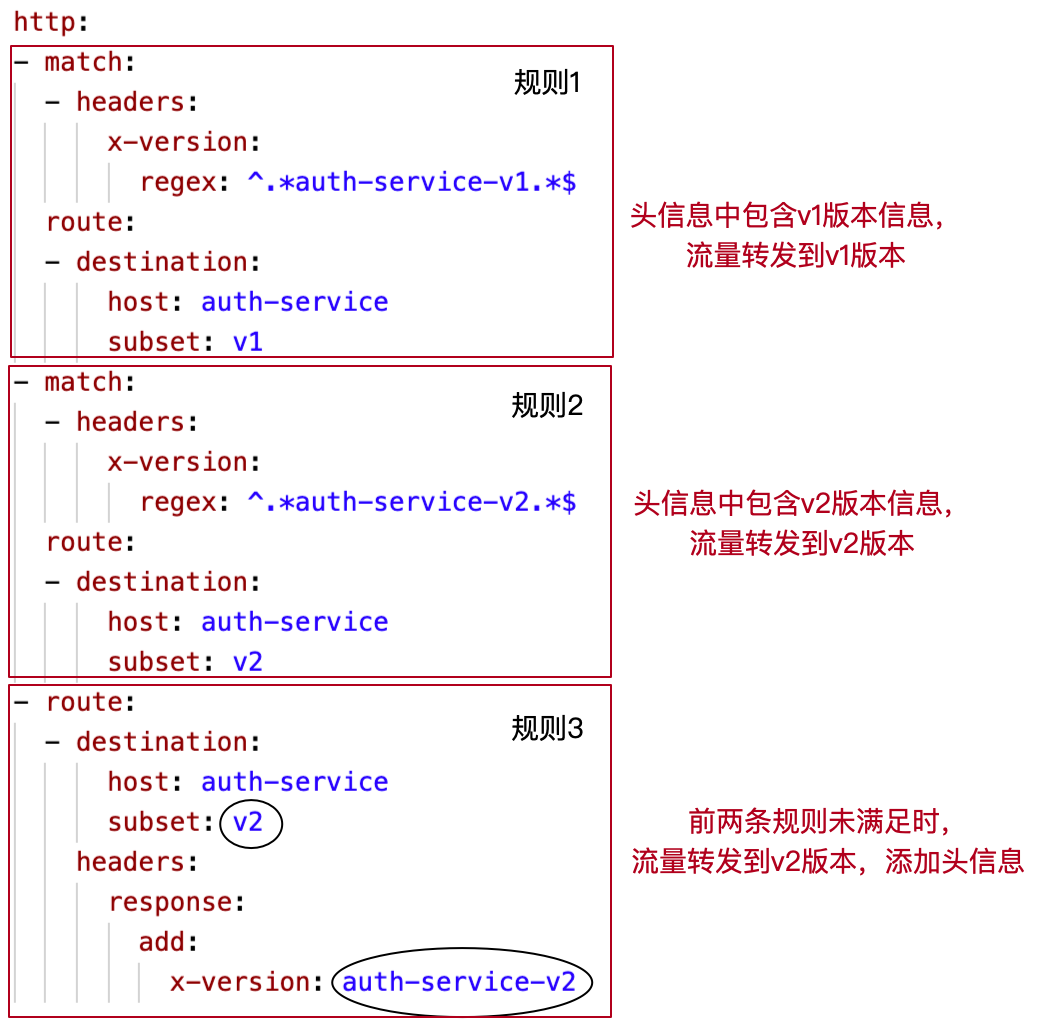 http:
- match:
规则1
  - headers:
      x-version:
        regex: ^.*auth-service-v1.*$
头信息中包含v1版本信息，
流量转发到v1版本
  route:
  - destination:
      host: auth-service
      subset: v1
- match:
规则2
  - headers:
      x-version:
        regex: ^.*auth-service-v2.*$
头信息中包含v2版本信息，
流量转发到v2版本
  route:
  - destination:
      host: auth-service
      subset: v2
- route:
规则3
  - destination:
      host: auth-service
      subset: v2
前两条规则未满足时，
流量转发到v2版本，添加头信息
    headers:
      response:
        add:
          x-version: auth-service-v2